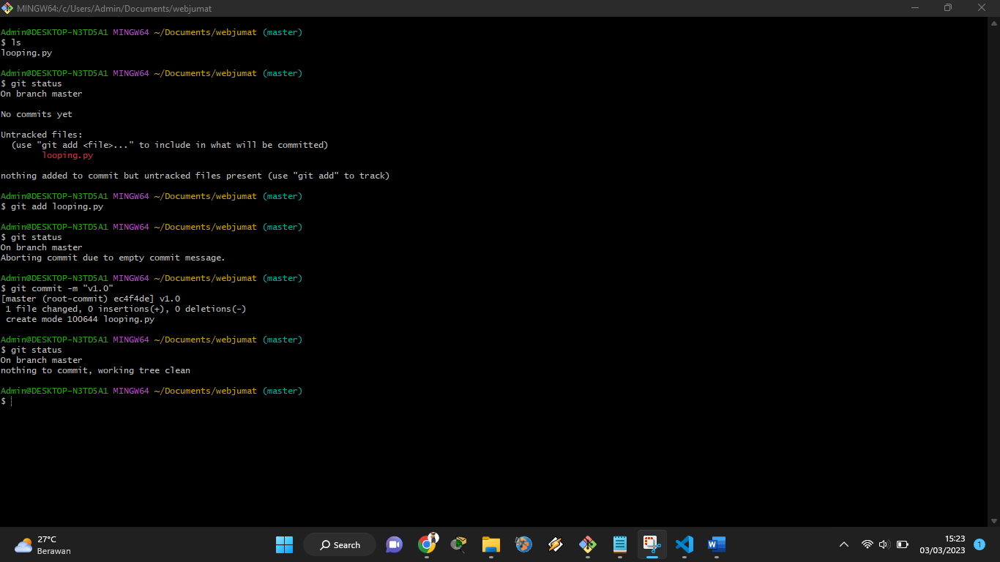 MINGW64:/c/Users/Admin/Documents/webjumat
Admin@DESKTOP-N3TD5A1 MINGW64 ~/Documents/webjumat (master)
$ ls
looping.py
Admin@DESKTOP-N3TD5A1 MINGW64 ~/Documents/webjumat (master)
$ git status
On branch master
No commits yet
Untracked files:
(use "git add <file>..." to include in what will be committed)
looping.py
nothing added to commit but untracked files present (use "git add" to track)
Admin@DESKTOP-N3TD5A1 MINGW64 ~/Documents/webjumat (master)
$ git add looping.py
Admin@DESKTOP-N3TD5A1 MINGW64 ~/Documents/webjumat (master)
$ git status
On branch master
Aborting commit due to empty commit message.
Admin@DESKTOP-N3TD5A1 MINGW64 ~/Documents/webjumat (master)
$ git commit -m "v1.0"
[master (root-commit) ec4f4de] v1.0
1 file changed, 0 insertions(+), 0 deletions(-)
create mode 100644 looping.py
Admin@DESKTOP-N3TD5A1 MINGW64 ~/Documents/webjumat (master)
$ git status
On branch master
nothing to commit, working tree clean
Admin@DESKTOP-N3TD5A1 MINGW64 ~/Documents/webjumat (master)
$
27°C
Berawan
Search
W
15:23
03/03/2023
1